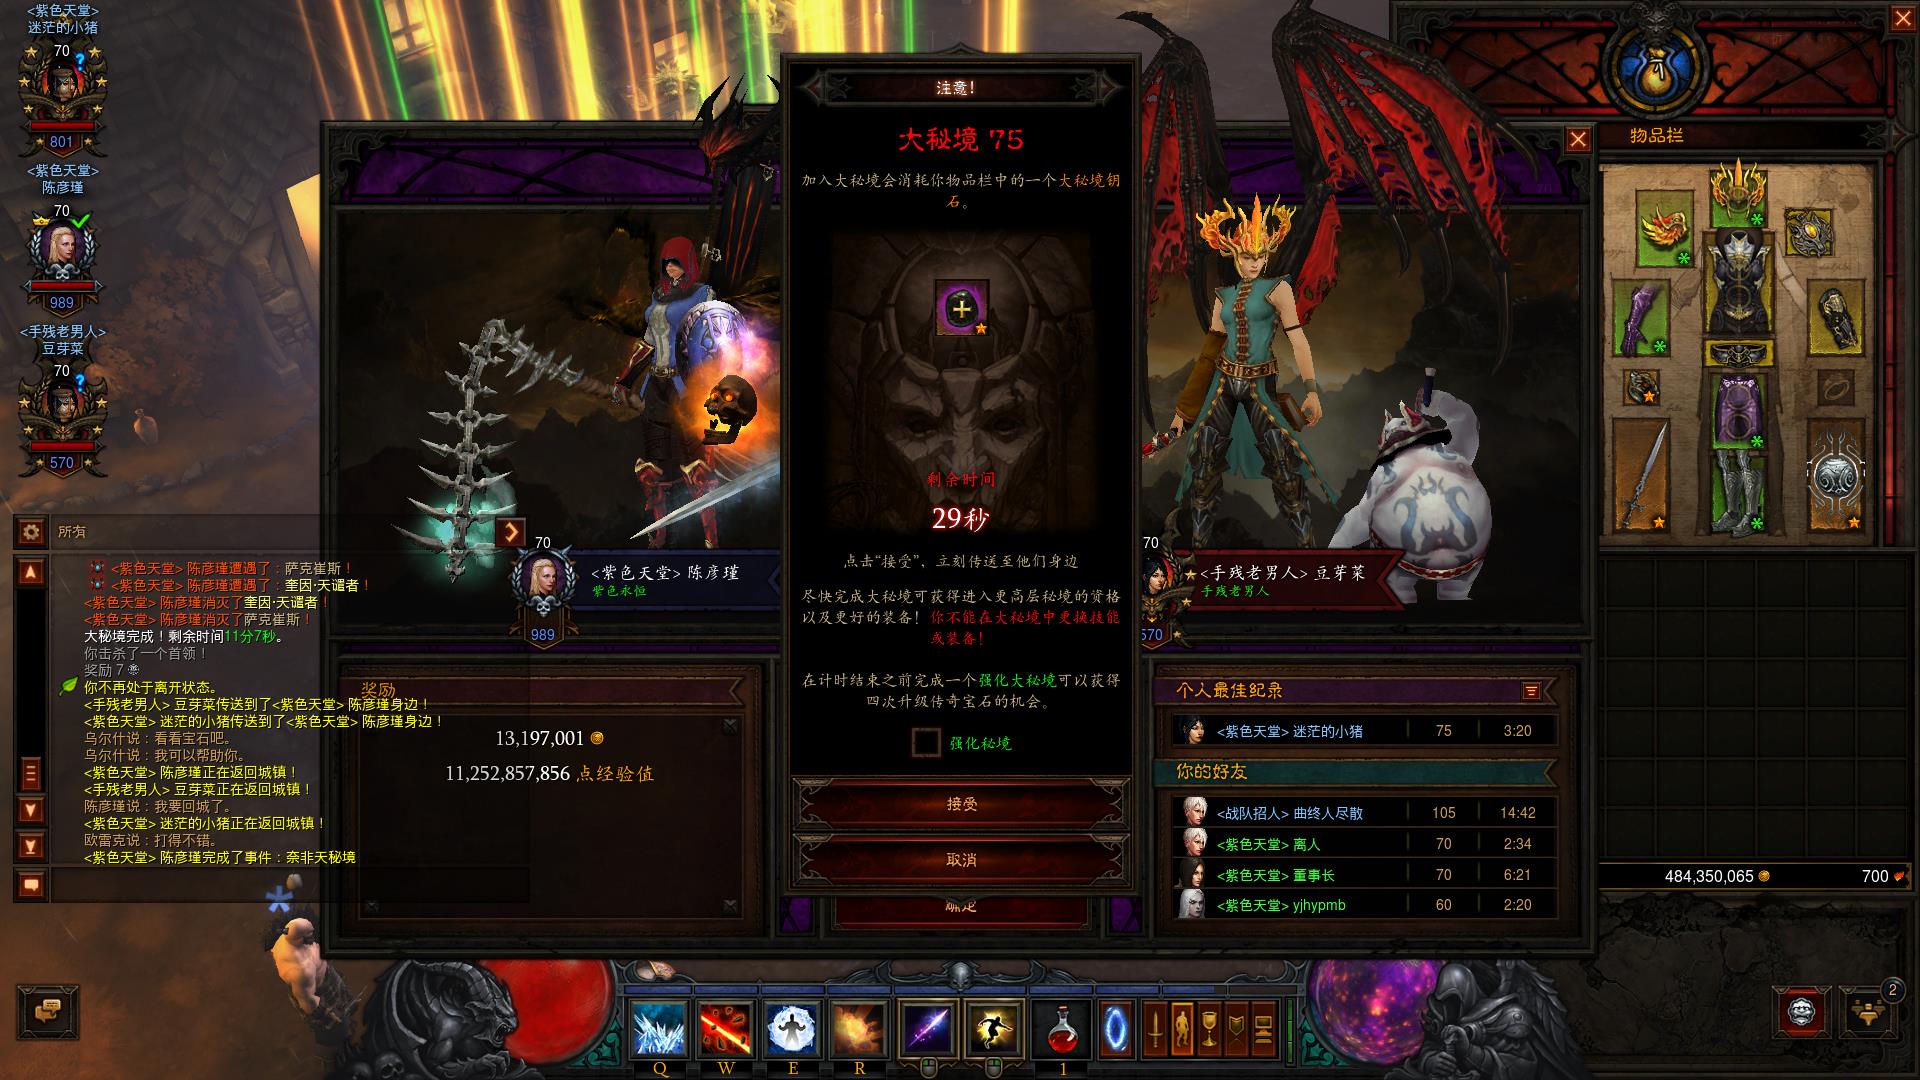 <紫色天堂>
迷茫的小猪
70
801
<紫色天堂>
陈彦瑾
70
989
<手残老男人>
豆芽菜
70
570
所有
<紫色天堂> 陈彦瑾遭遇了：萨克崔斯！
<紫色天堂> 陈彦瑾遭遇了：奎因·天谴者！
<紫色天堂> 陈彦瑾消灭了奎因·天谴者！
<紫色天堂> 陈彦瑾消灭了萨克崔斯！
大秘境完成！剩余时间11分7秒。
你击杀了一个首领！
奖励 7
你不再处于离开状态。
<手残老男人> 豆芽菜传送到了<紫色天堂> 陈彦瑾身边！
<紫色天堂> 迷茫的小猪传送到了<紫色天堂> 陈彦瑾身边！
乌尔什说：看看宝石吧。
乌尔什说：我可以帮助你。
<紫色天堂> 陈彦瑾正在返回城镇！
<手残老男人> 豆芽菜正在返回城镇！
陈彦瑾说：我要回城了。
<紫色天堂> 迷茫的小猪正在返回城镇！
欧雷克说：打得不错。
<紫色天堂> 陈彦瑾完成了事件：奈非天秘境
70
<紫色天堂> 陈彦瑾
紫色永恒
989
奖励
13,197,001
11,252,857,856 点经验值
注意！
大秘境 75
加入大秘境会消耗你物品栏中的一个大秘境钥
石。
剩余时间
29秒
点击“接受”，立刻传送至他们身边
尽快完成大秘境可获得进入更高层秘境的资格
以及更好的装备！你不能在大秘境中更换技能
或装备！
在计时结束之前完成一个强化大秘境可以获得
四次升级传奇宝石的机会。
强化秘境
接受
取消
确定
70
<手残老男人> 豆芽菜
手残老男人
570
个人最佳纪录
<紫色天堂> 迷茫的小猪 75 3:20
你的好友
<战队招人> 曲终人尽散 105 14:42
<紫色天堂> 离人 70 2:34
<紫色天堂> 董事长 70 6:21
<紫色天堂> yjhypmb 60 2:20
物品栏
484,350,065
700
2
Q
W
E
R
1